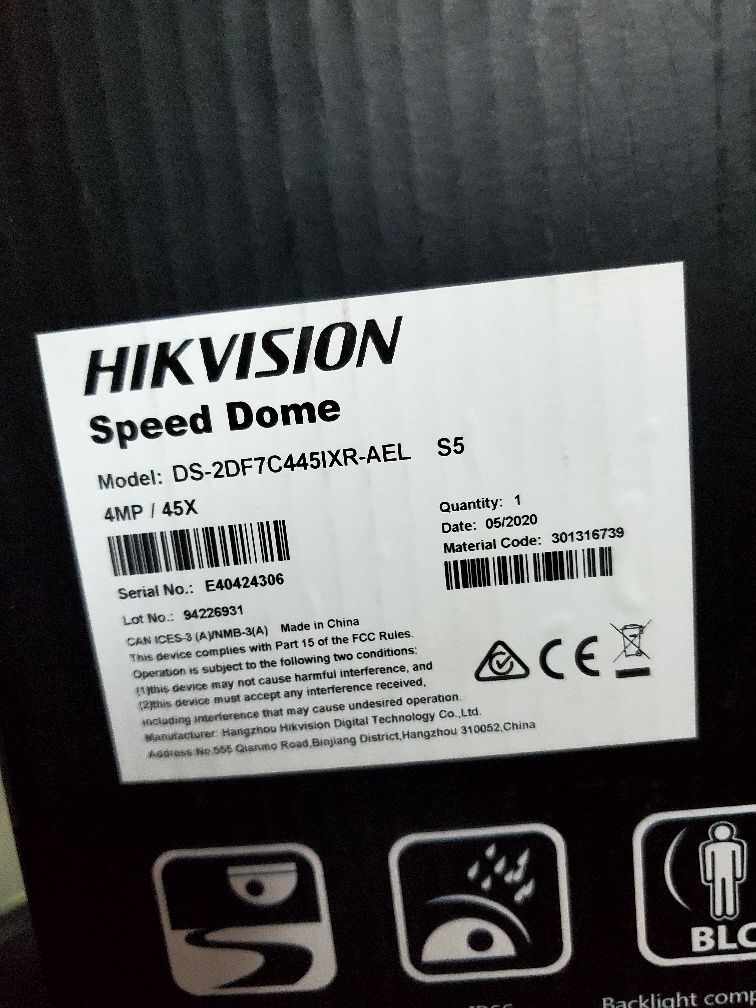 HIKVISION
Speed Dome
Model: DS-2DF7C445IXR-AEL S5
4MP / 45X
Quantity: 1
Date: 05/2020
Material Code: 301316739
Serial No.: E40424306
Lot No.: 94226931
CAN ICES-3 (A)/NMB-3(A) Made in China
This device complies with Part 15 of the FCC Rules.
Operation is subject to the following two conditions:
(1)this device may not cause harmful interference, and
(2)this device must accept any interference received,
including interference that may cause undesired operation.
Manufacturer: Hangzhou Hikvision Digital Technology Co.,Ltd.
Address:No.555 Qianmo Road,Binjiang District,Hangzhou 310052,China
CE
BLC
Backlight comp